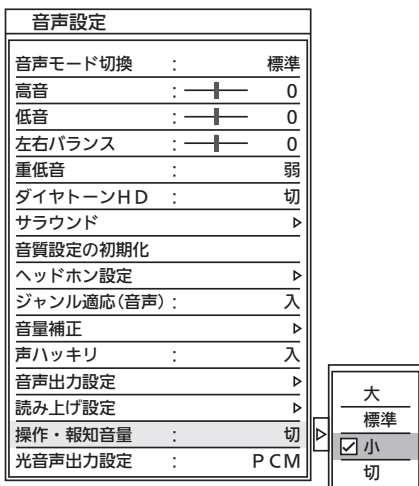 音声設定
音声モード切換 : 標準
高音 : 0
低音 : 0
左右バランス : 0
重低音 : 弱
ダイヤトーンHD : 切
サラウンド
音質設定の初期化
ヘッドホン設定
ジャンル適応(音声) : 入
音量補正
声ハッキリ : 入
音声出力設定
読み上げ設定
操作・報知音量 : 切
光音声出力設定 : PCM
大
標準
小
切